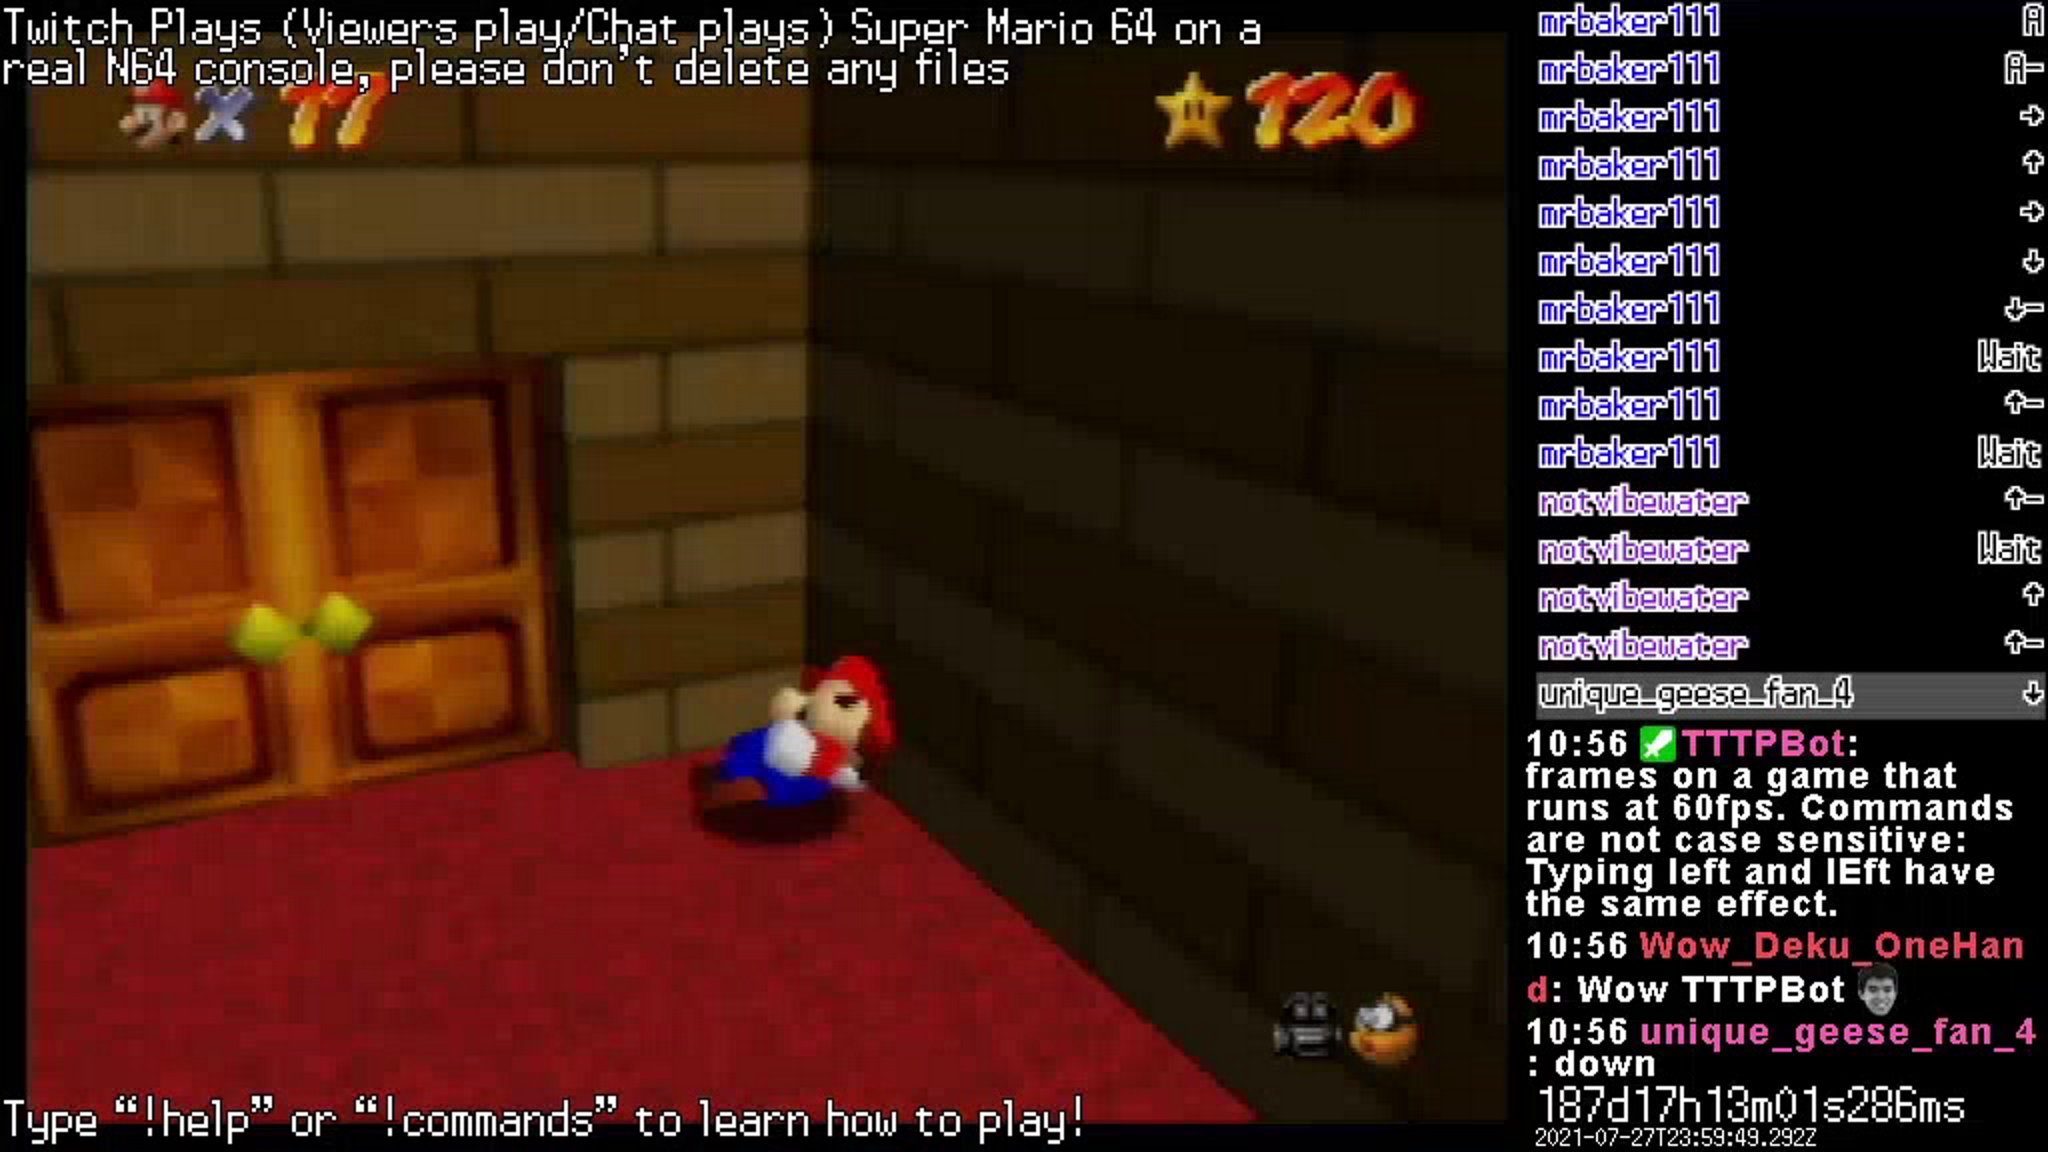 Twitch Plays (Viewers play/Chat plays) Super Mario 64 on a
real N64 console, please don't delete any files
x 77
120
mrbaker111 A
mrbaker111 A-
mrbaker111 →
mrbaker111 ↑
mrbaker111 →
mrbaker111 ↓
mrbaker111 ↓-
mrbaker111 Wait
mrbaker111 ↑-
mrbaker111 Wait
notvibewater ↑-
notvibewater Wait
notvibewater ↑
notvibewater ↑-
unique_geese_fan_4 ↓
10:56 TTTPBot:
frames on a game that
runs at 60fps. Commands
are not case sensitive:
Typing left and lEft have
the same effect.
10:56 Wow_Deku_OneHan
d: Wow TTTPBot
10:56 unique_geese_fan_4
: down
187d17h13m01s286ms
2021-07-27T23:59:49.292Z
Type “!help” or “!commands” to learn how to play!